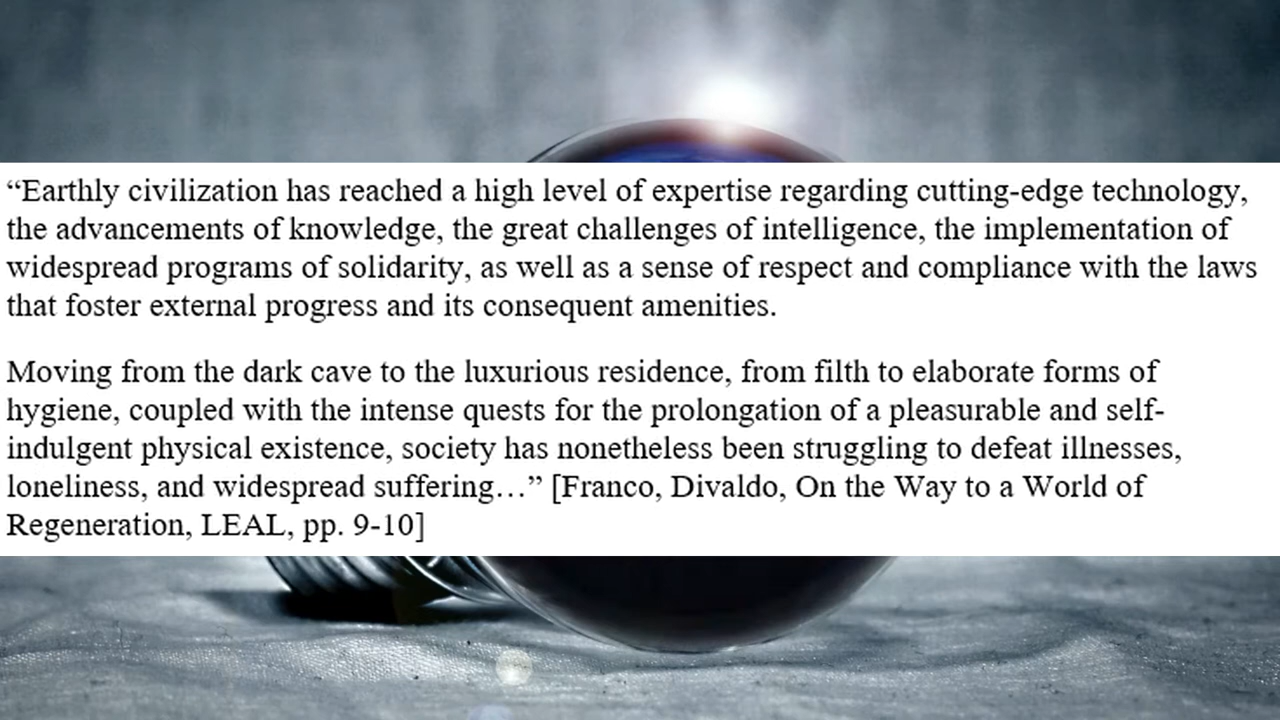 “Earthly civilization has reached a high level of expertise regarding cutting-edge technology,
the advancements of knowledge, the great challenges of intelligence, the implementation of
widespread programs of solidarity, as well as a sense of respect and compliance with the laws
that foster external progress and its consequent amenities.
Moving from the dark cave to the luxurious residence, from filth to elaborate forms of
hygiene, coupled with the intense quests for the prolongation of a pleasurable and self-
indulgent physical existence, society has nonetheless been struggling to defeat illnesses,
loneliness, and widespread suffering…” [Franco, Divaldo, On the Way to a World of
Regeneration, LEAL, pp. 9-10]